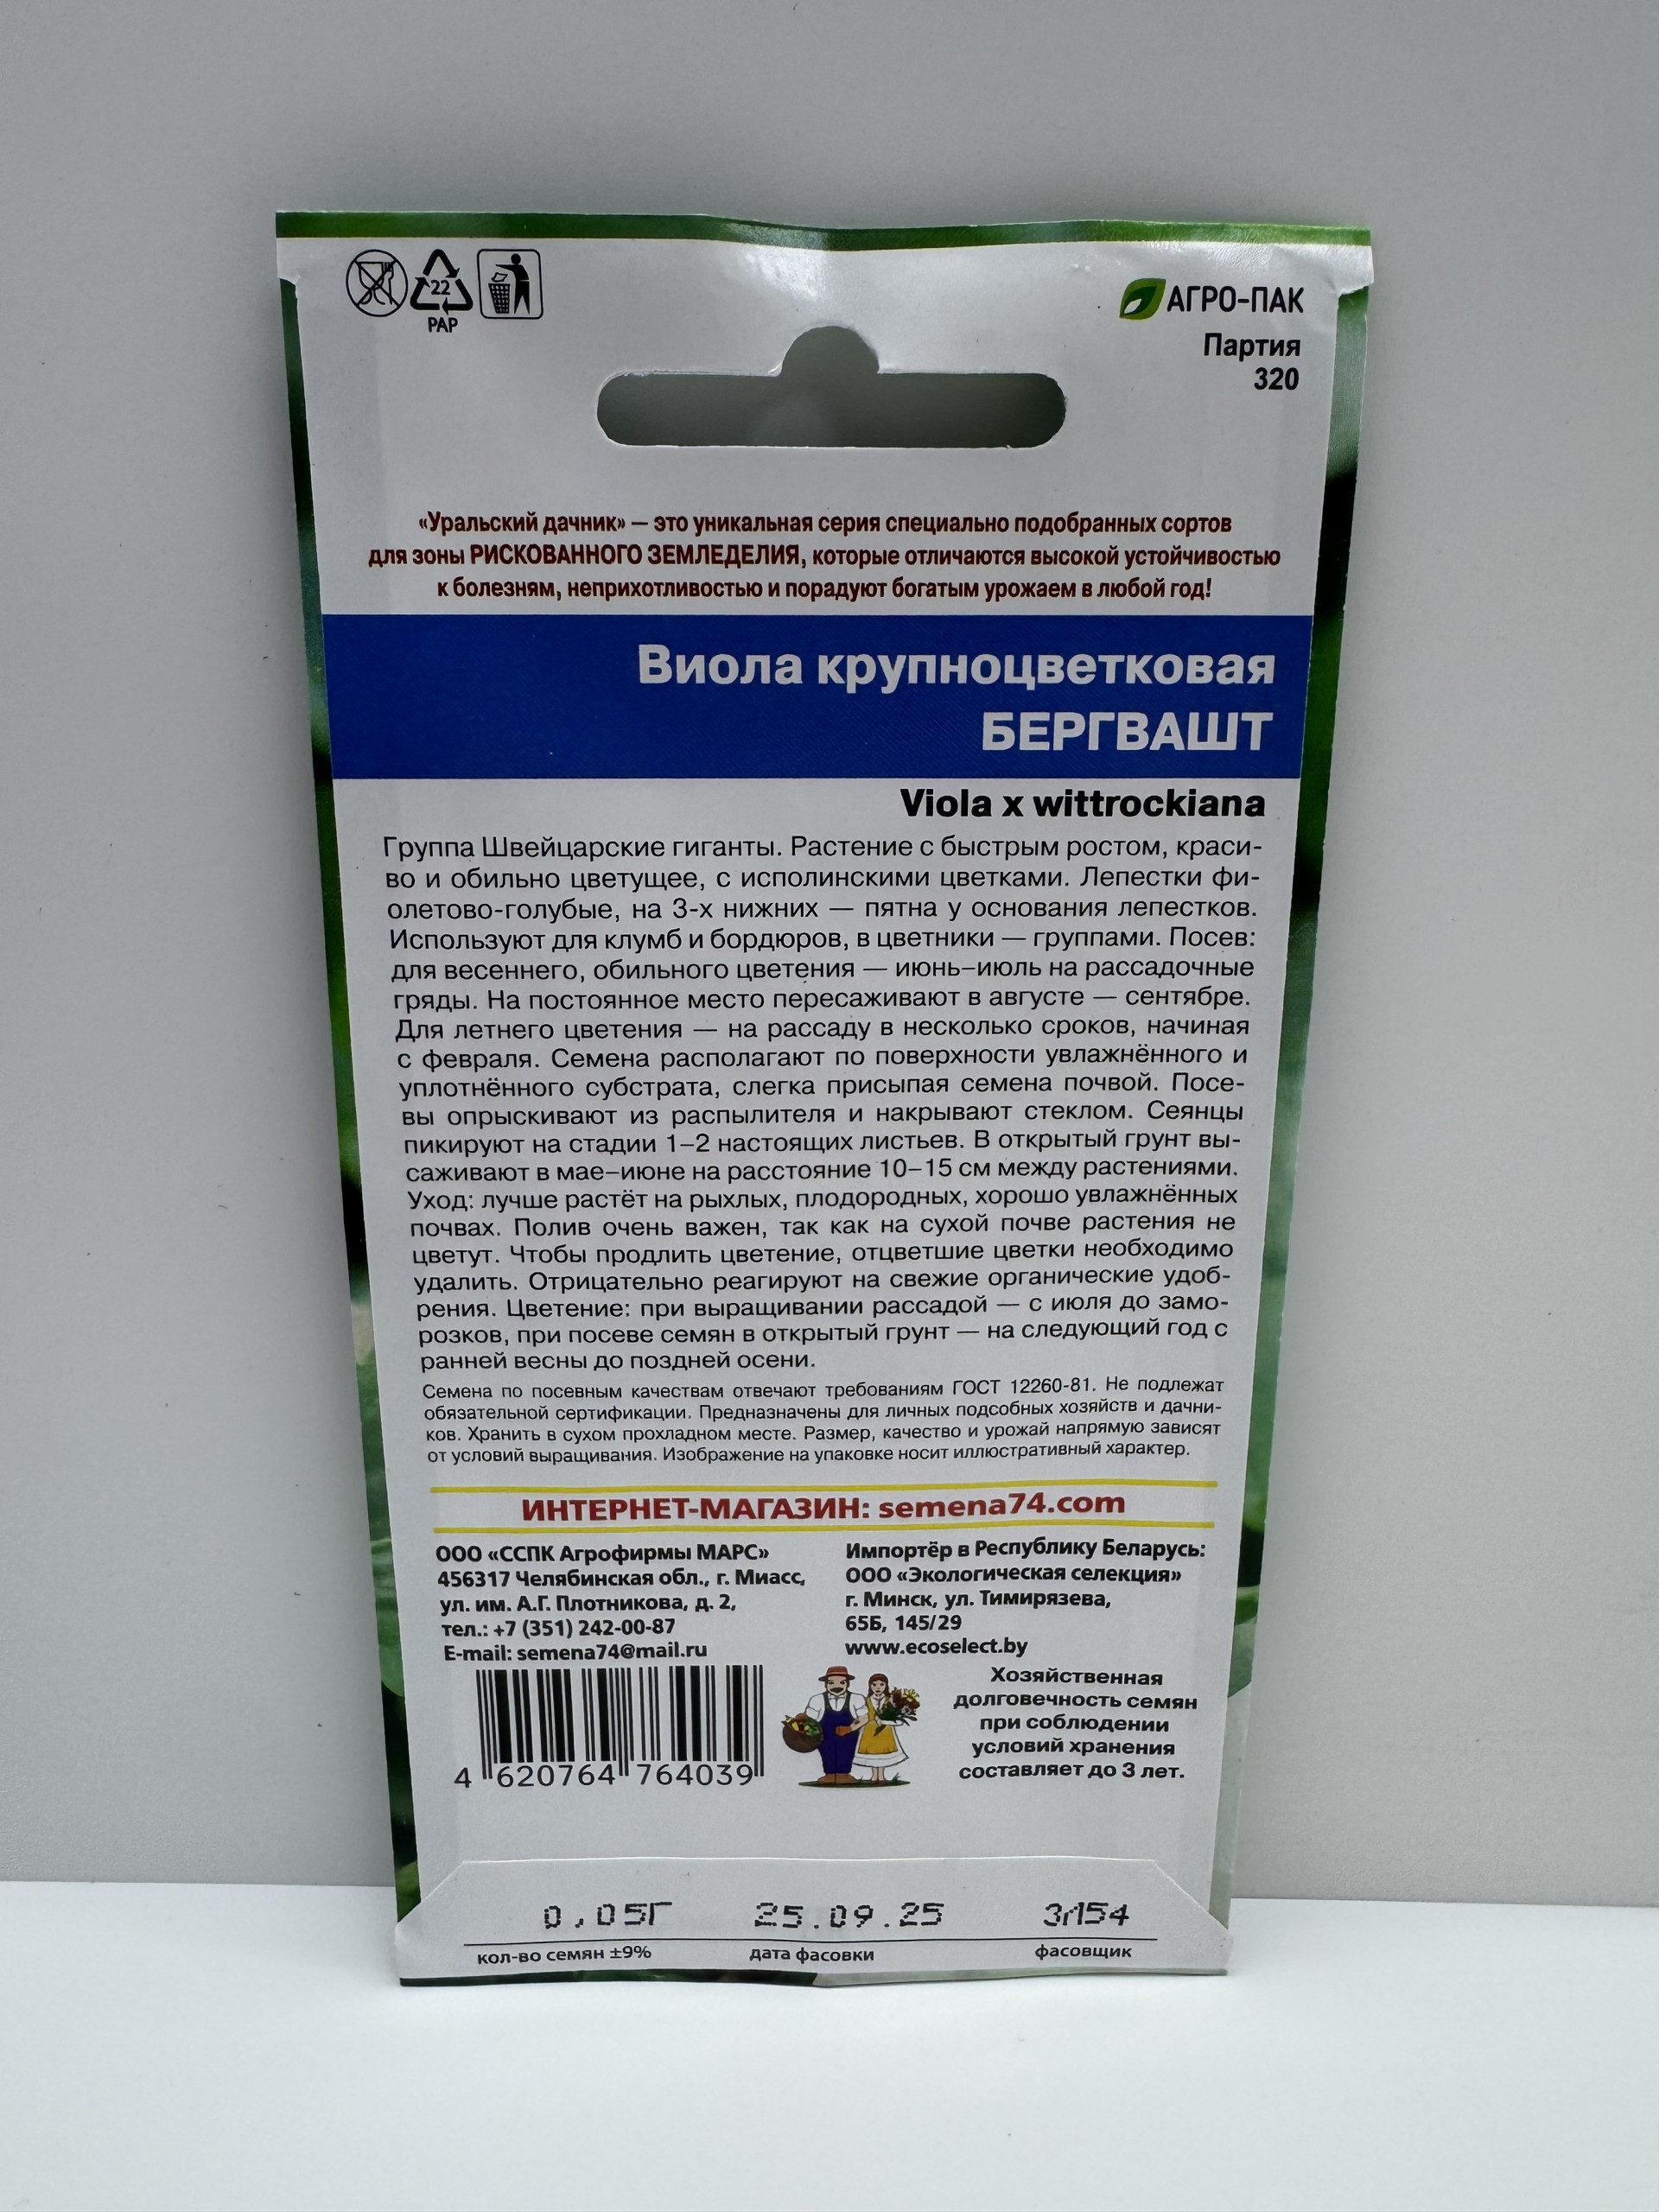 22
PAP
АГРО-ПАК
Партия
320
«Уральский дачник» — это уникальная серия специально подобранных сортов
для зоны РИСКОВАННОГО ЗЕМЛЕДЕЛИЯ, которые отличаются высокой устойчивостью
к болезням, неприхотливостью и порадуют богатым урожаем в любой год!
Виола крупноцветковая
БЕРГВАШТ
Viola x wittrockiana
Группа Швейцарские гиганты. Растение с быстрым ростом, краси-
во и обильно цветущее, с исполинскими цветками. Лепестки фи-
олетово-голубые, на 3-х нижних — пятна у основания лепестков.
Используют для клумб и бордюров, в цветники — группами. Посев:
для весеннего, обильного цветения — июнь–июль на рассадочные
гряды. На постоянное место пересаживают в августе — сентябре.
Для летнего цветения — на рассаду в несколько сроков, начиная
с февраля. Семена располагают по поверхности увлажнённого и
уплотнённого субстрата, слегка присыпая семена почвой. Посе-
вы опрыскивают из распылителя и накрывают стеклом. Сеянцы
пикируют на стадии 1–2 настоящих листьев. В открытый грунт вы-
саживают в мае–июне на расстояние 10–15 см между растениями.
Уход: лучше растёт на рыхлых, плодородных, хорошо увлажнённых
почвах. Полив очень важен, так как на сухой почве растения не
цветут. Чтобы продлить цветение, отцветшие цветки необходимо
удалить. Отрицательно реагируют на свежие органические удоб-
рения. Цветение: при выращивании рассадой — с июля до замо-
розков, при посеве семян в открытый грунт — на следующий год с
ранней весны до поздней осени.
Семена по посевным качествам отвечают требованиям ГОСТ 12260-81. Не подлежат
обязательной сертификации. Предназначены для личных подсобных хозяйств и дачни-
ков. Хранить в сухом прохладном месте. Размер, качество и урожай напрямую зависят
от условий выращивания. Изображение на упаковке носит иллюстративный характер.
ИНТЕРНЕТ-МАГАЗИН: semena74.com
ООО «ССПК Агрофирмы МАРС»
456317 Челябинская обл., г. Миасс,
ул. им. А.Г. Плотникова, д. 2,
тел.: +7 (351) 242-00-87
E-mail: semena74@mail.ru
Импортёр в Республику Беларусь:
ООО «Экологическая селекция»
г. Минск, ул. Тимирязева,
65Б, 145/29
www.ecoselect.by
4 620764 764039
Хозяйственная
долговечность семян
при соблюдении
условий хранения
составляет до 3 лет.
0,05Г 25.09.25
кол-во семян ±9% дата фасовки фасовщик